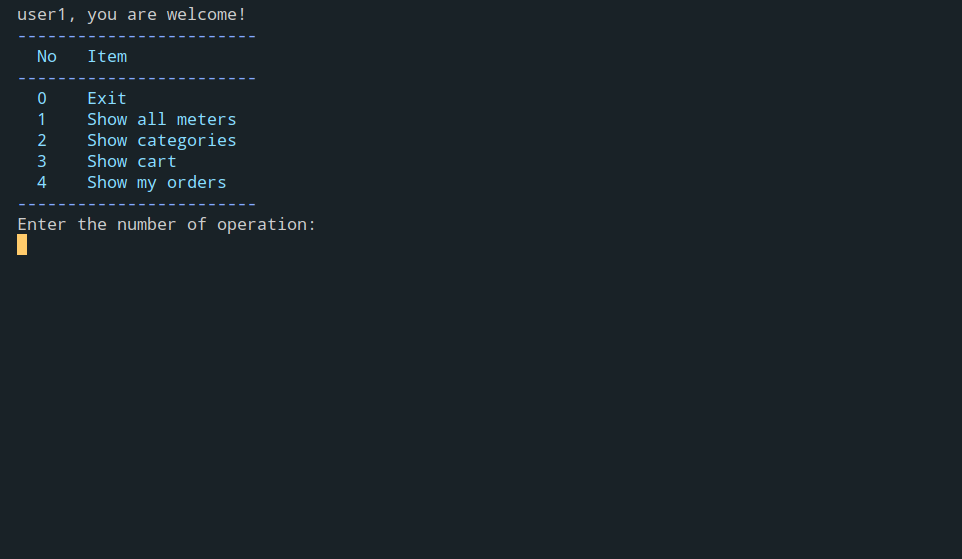 user1, you are welcome!
------------------------
No Item
------------------------
0 Exit
1 Show all meters
2 Show categories
3 Show cart
4 Show my orders
------------------------
Enter the number of operation: